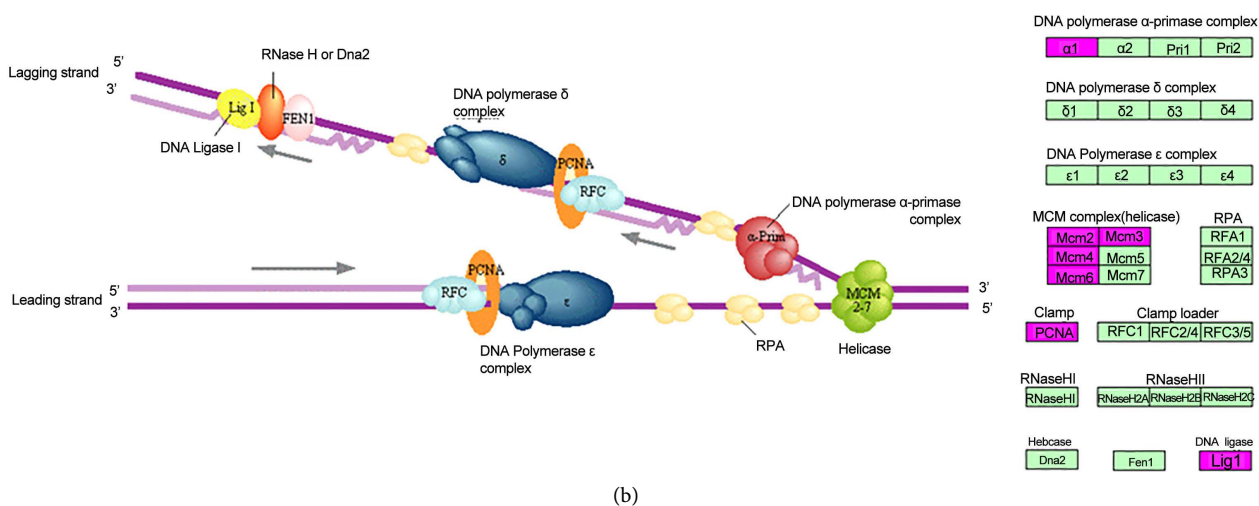 Lagging strand
5'
3'
RNase H or Dna2
Lig I
FEN1
DNA Ligase I
DNA polymerase δ
complex
δ
PCNA
RFC
DNA polymerase α-primase
complex
α-Prim
Leading strand
5'
3'
PCNA
RFC
ε
MCM
2-7
3'
5'
DNA Polymerase ε
complex
RPA
Helicase
DNA polymerase α-primase complex
α1 α2 Pri1 Pri2
DNA polymerase δ complex
δ1 δ2 δ3 δ4
DNA Polymerase ε complex
ε1 ε2 ε3 ε4
MCM complex(helicase) RPA
Mcm2 Mcm3 RFA1
Mcm4 Mcm5 RFA2/4
Mcm6 Mcm7 RPA3
Clamp Clamp loader
PCNA RFC1 RFC2/4 RFC3/5
RNaseHI RNaseHII
RNaseHI RNaseH2A RNaseH2B RNaseH2C
Hebcase DNA ligase
Dna2 Fen1 Lig1
(b)